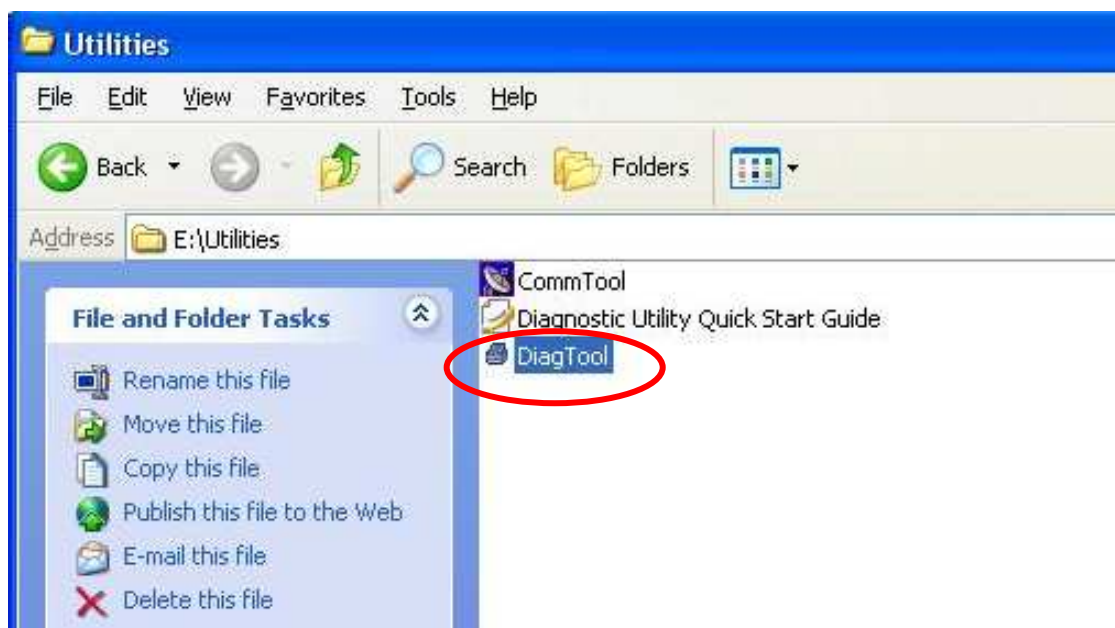 Utilities
File Edit View Favorites Tools Help
Back Search Folders
Address E:\Utilities
File and Folder Tasks
Rename this file
Move this file
Copy this file
Publish this file to the Web
E-mail this file
Delete this file
CommTool
Diagnostic Utility Quick Start Guide
DiagTool